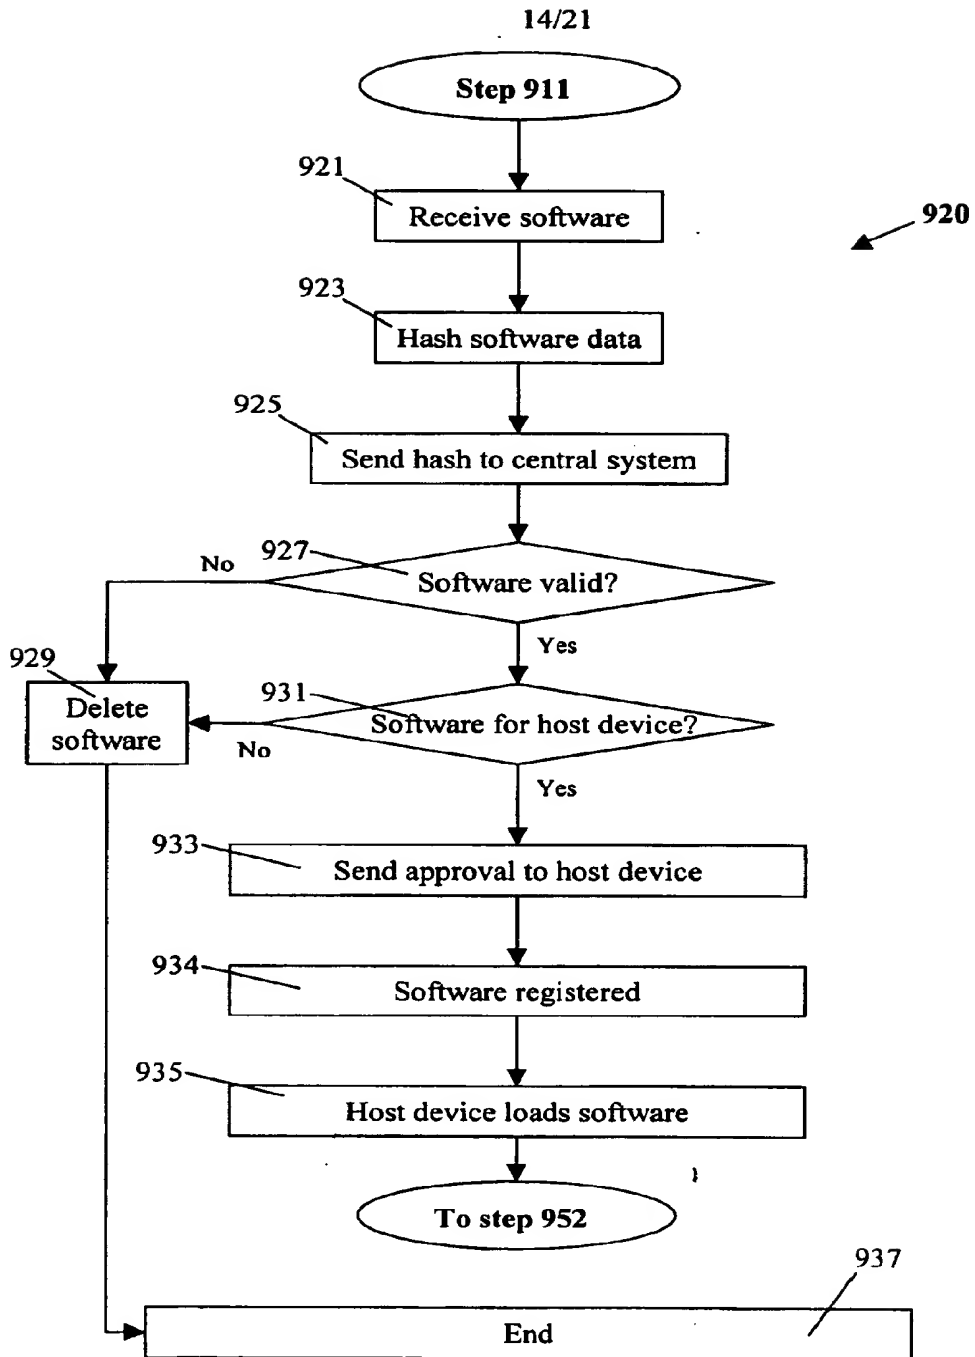 14/21
Step 911
921
Receive software
920
923
Hash software data
925
Send hash to central system
927
No
Software valid?
Yes
929
Delete
software
931
Software for host device?
No
Yes
933
Send approval to host device
934
Software registered
935
Host device loads software
To step 952
937
End